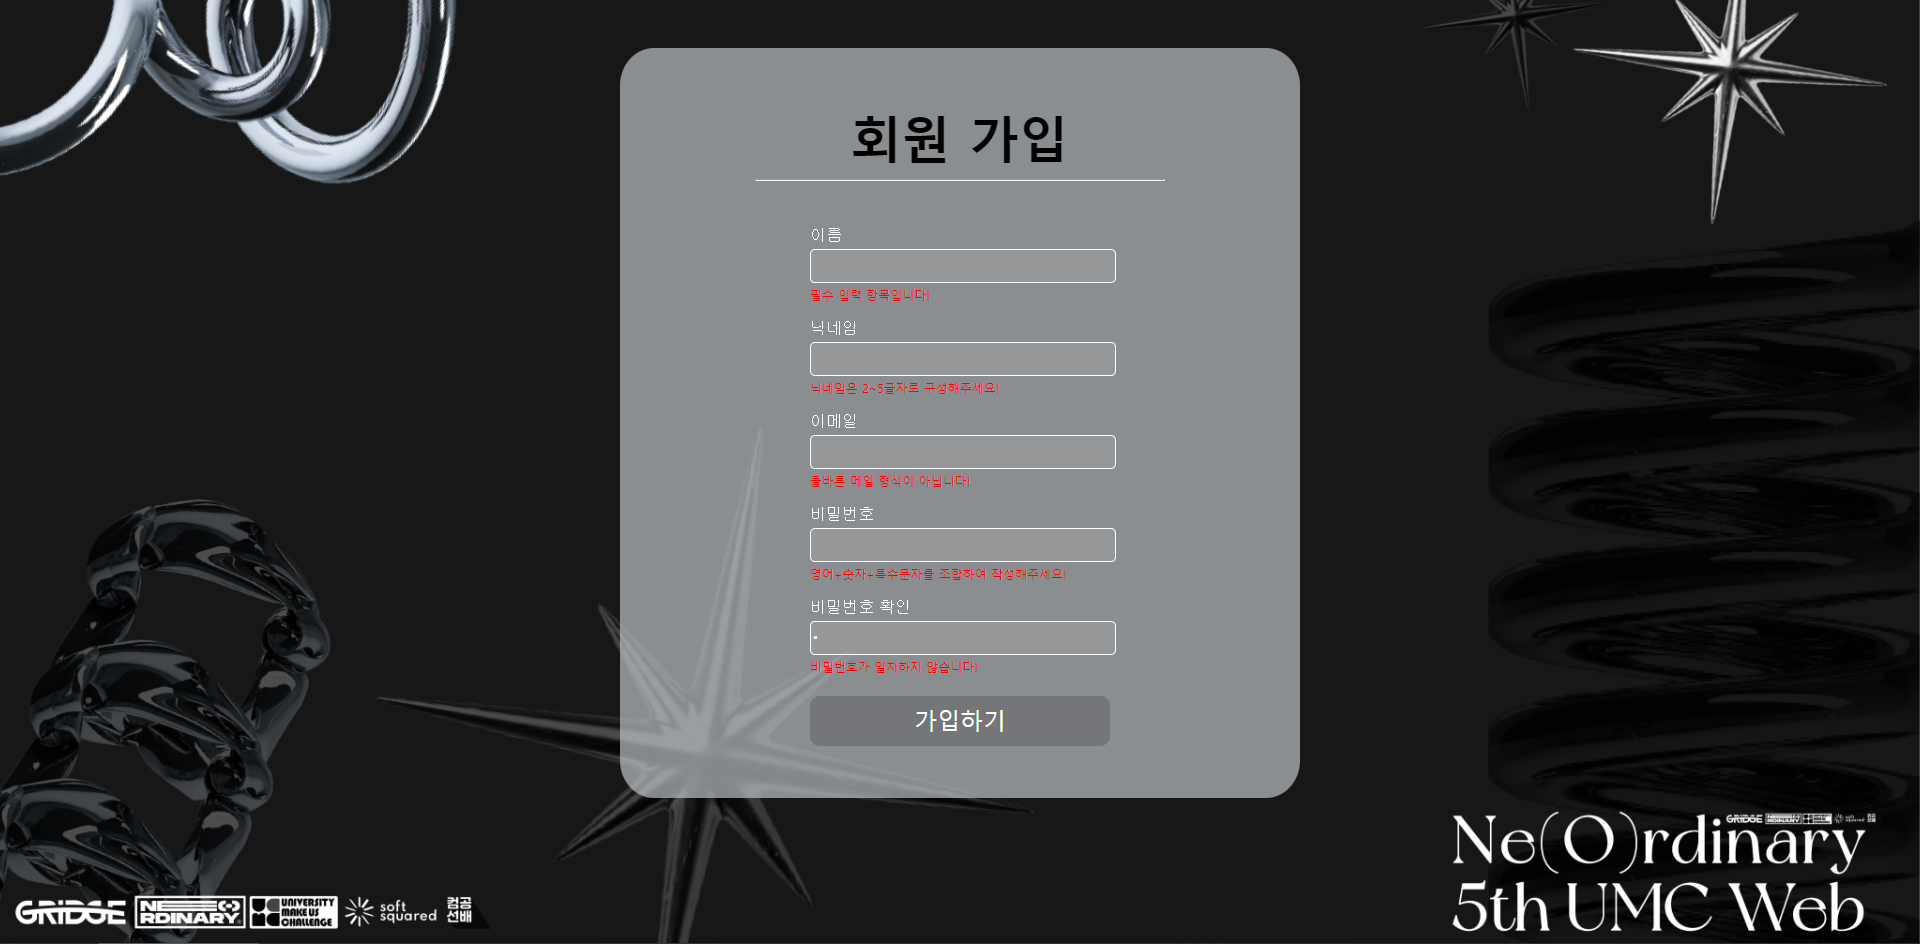 회원 가입
이름
필수 입력 항목입니다!
닉네임
닉네임은 2~5글자로 구성해주세요!
이메일
올바른 메일 형식이 아닙니다!
비밀번호
영어+숫자+특수문자를 조합하여 작성해주세요!
비밀번호 확인
비밀번호가 일치하지 않습니다!
가입하기
GRIDGE
NE(O)RDINARY
UNIVERSITY MAKE US CHALLENGE
soft squared
컴공선배
GRIDGE
Ne(O)rdinary
5th UMC Web